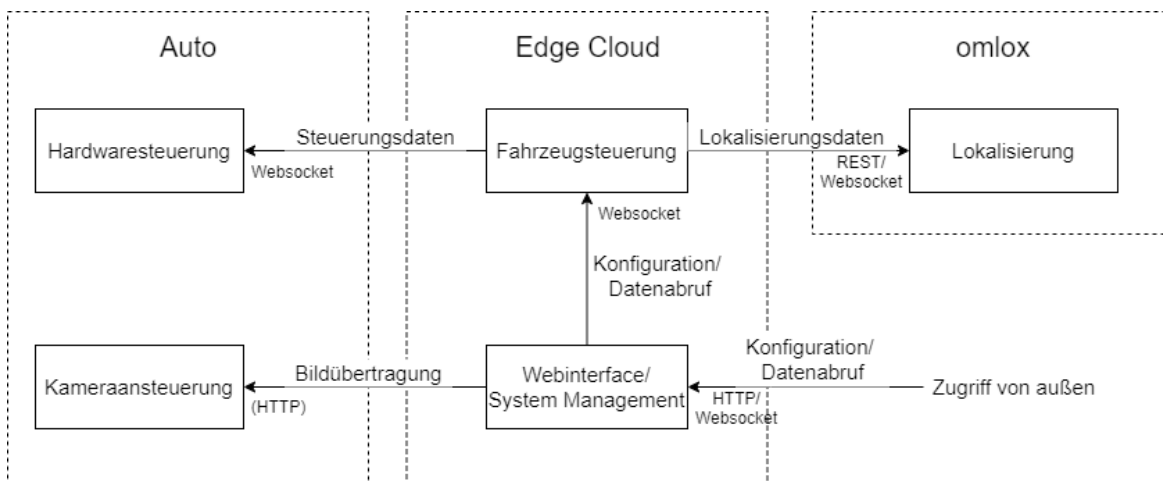 Auto
Edge Cloud
omlox
Hardwaresteuerung
Steuerungsdaten
Websocket
Fahrzeugsteuerung
Lokalisierungsdaten
REST/
Websocket
Lokalisierung
Websocket
Konfiguration/
Datenabruf
Kameraansteuerung
Bildübertragung
(HTTP)
Webinterface/
System Management
Konfiguration/
Datenabruf
HTTP/
Websocket
Zugriff von außen